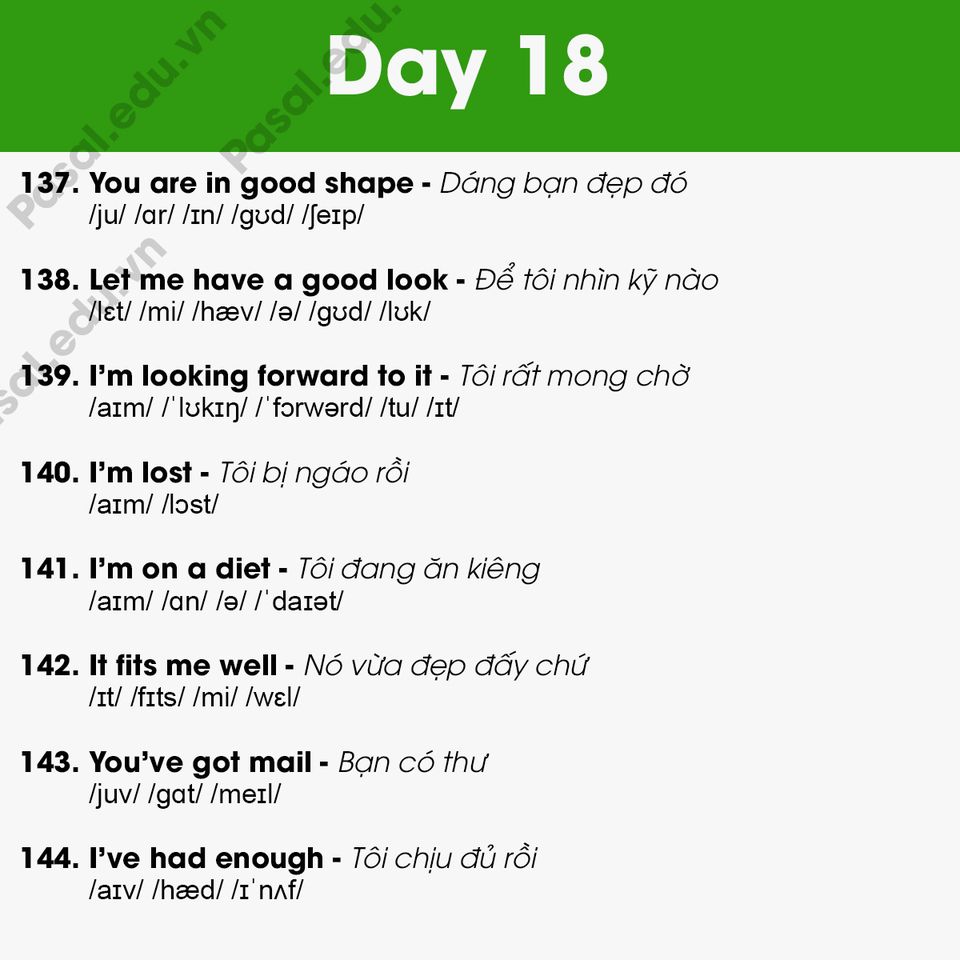 Day 18
Pasal.edu.vn
Pasal.edu.
sal.edu.vn
137. You are in good shape - Dáng bạn đẹp đó
/ju/ /ɑr/ /ɪn/ /gʊd/ /ʃeɪp/
138. Let me have a good look - Để tôi nhìn kỹ nào
/lɛt/ /mi/ /hæv/ /ə/ /gʊd/ /lʊk/
139. I’m looking forward to it - Tôi rất mong chờ
/aɪm/ /ˈlʊkɪŋ/ /ˈfɔrwərd/ /tu/ /ɪt/
140. I’m lost - Tôi bị ngáo rồi
/aɪm/ /lɔst/
141. I’m on a diet - Tôi đang ăn kiêng
/aɪm/ /ɑn/ /ə/ /ˈdaɪət/
142. It fits me well - Nó vừa đẹp đấy chứ
/ɪt/ /fɪts/ /mi/ /wɛl/
143. You’ve got mail - Bạn có thư
/juv/ /gɑt/ /meɪl/
144. I’ve had enough - Tôi chịu đủ rồi
/aɪv/ /hæd/ /ɪˈnʌf/